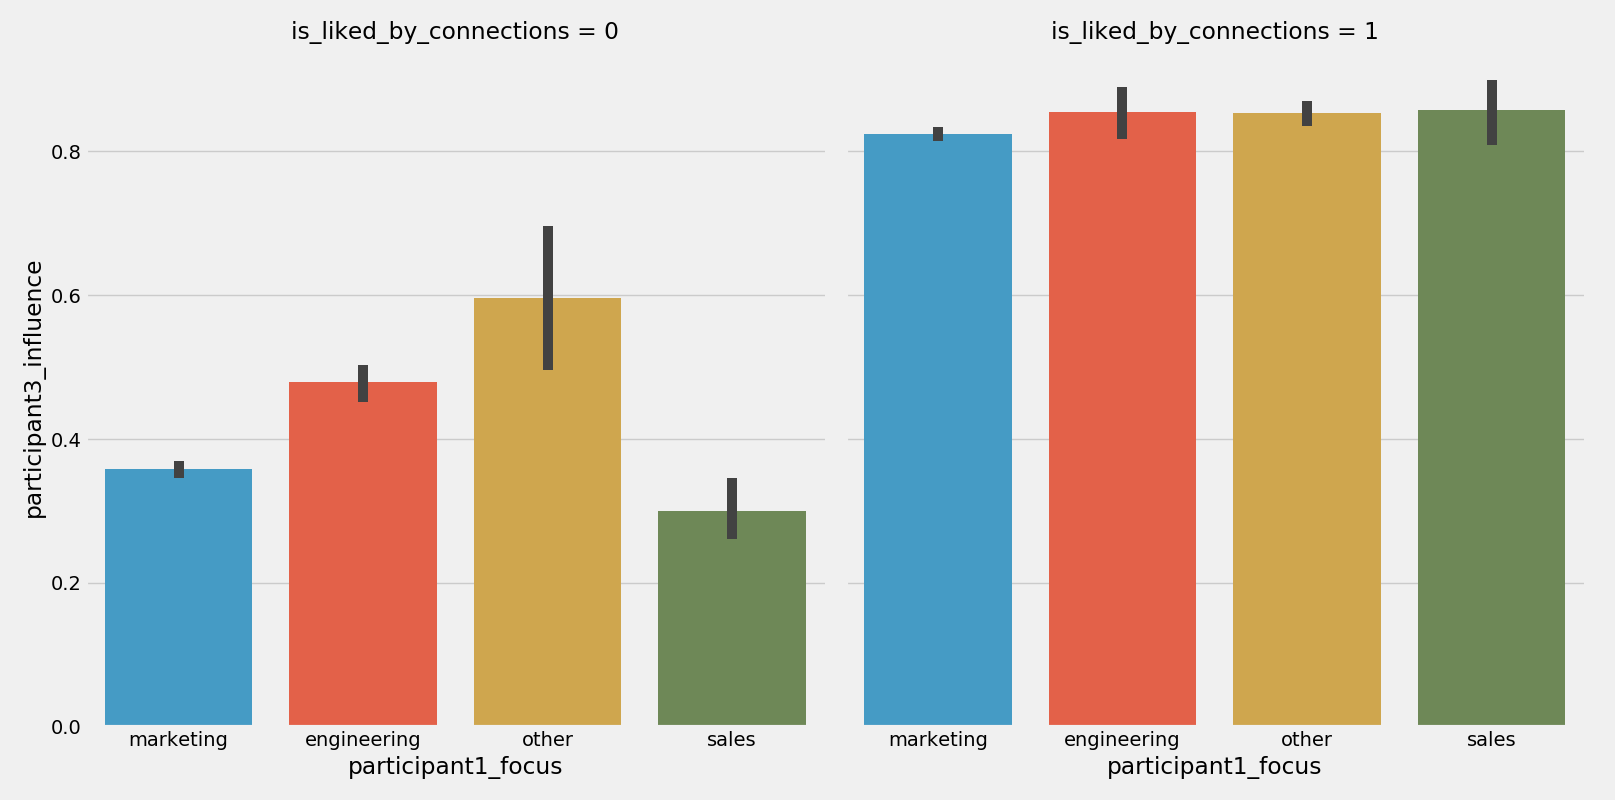 is_liked_by_connections = 0
is_liked_by_connections = 1
participant3_influence
0.8
0.6
0.4
0.2
0.0
marketing engineering other sales
marketing engineering other sales
participant1_focus
participant1_focus